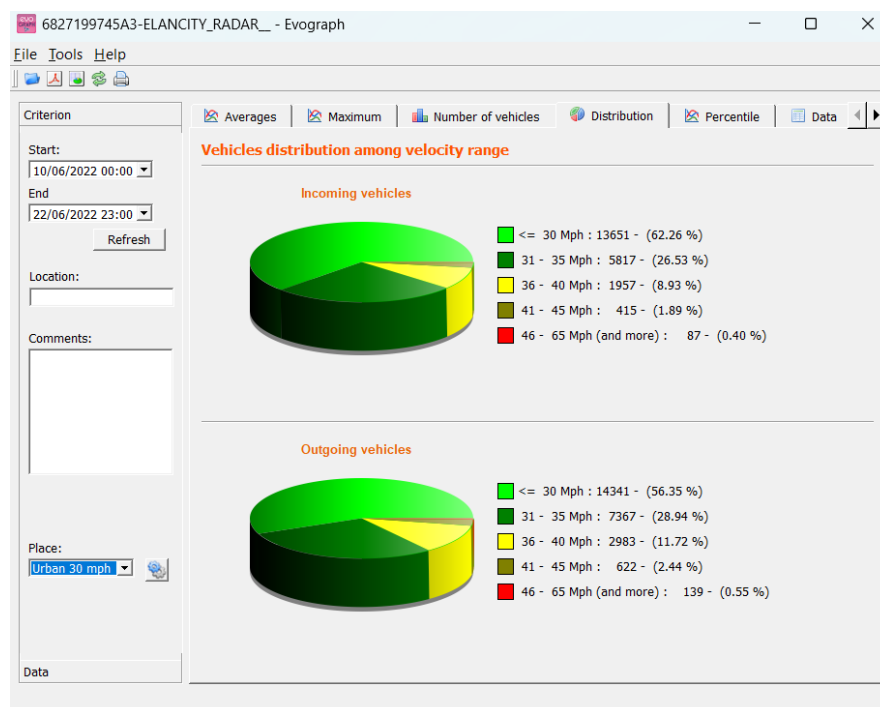 6827199745A3-ELANCITY_RADAR__ - Evograph
File Tools Help
Criterion
Start:
10/06/2022 00:00
End
22/06/2022 23:00
Refresh
Location:
Comments:
Place:
Urban 30 mph
Data
Averages Maximum Number of vehicles Distribution Percentile Data
Vehicles distribution among velocity range
Incoming vehicles
<= 30 Mph : 13651 - (62.26 %)
31 - 35 Mph : 5817 - (26.53 %)
36 - 40 Mph : 1957 - (8.93 %)
41 - 45 Mph : 415 - (1.89 %)
46 - 65 Mph (and more) : 87 - (0.40 %)
Outgoing vehicles
<= 30 Mph : 14341 - (56.35 %)
31 - 35 Mph : 7367 - (28.94 %)
36 - 40 Mph : 2983 - (11.72 %)
41 - 45 Mph : 622 - (2.44 %)
46 - 65 Mph (and more) : 139 - (0.55 %)